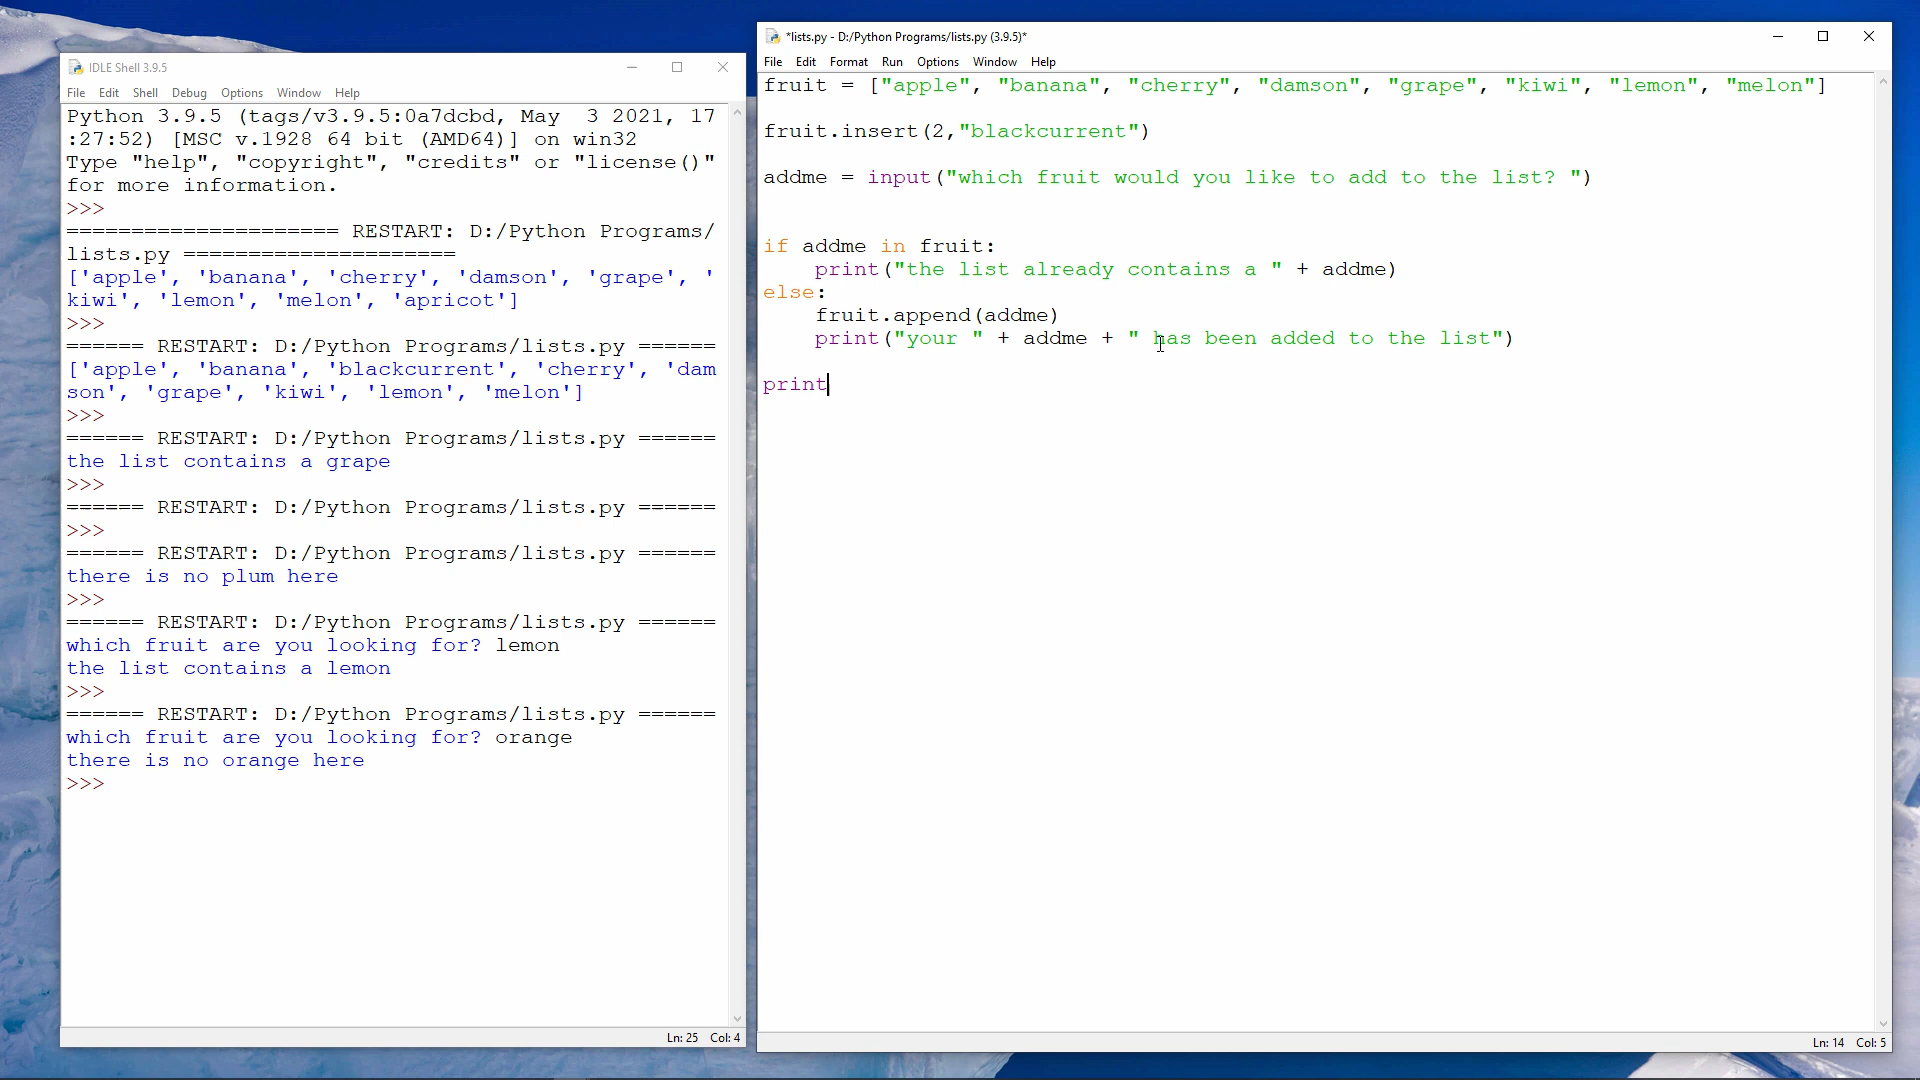 IDLE Shell 3.9.5
File Edit Shell Debug Options Window Help
Python 3.9.5 (tags/v3.9.5:0a7dcbd, May  3 2021, 17
:27:52) [MSC v.1928 64 bit (AMD64)] on win32
Type "help", "copyright", "credits" or "license()"
for more information.
>>>
===================== RESTART: D:/Python Programs/
lists.py =====================
['apple', 'banana', 'cherry', 'damson', 'grape', '
kiwi', 'lemon', 'melon', 'apricot']
>>>
====== RESTART: D:/Python Programs/lists.py ======
['apple', 'banana', 'blackcurrent', 'cherry', 'dam
son', 'grape', 'kiwi', 'lemon', 'melon']
>>>
====== RESTART: D:/Python Programs/lists.py ======
the list contains a grape
>>>
====== RESTART: D:/Python Programs/lists.py ======
>>>
====== RESTART: D:/Python Programs/lists.py ======
there is no plum here
>>>
====== RESTART: D:/Python Programs/lists.py ======
which fruit are you looking for? lemon
the list contains a lemon
>>>
====== RESTART: D:/Python Programs/lists.py ======
which fruit are you looking for? orange
there is no orange here
>>>
Ln: 25 Col: 4
*lists.py - D:/Python Programs/lists.py (3.9.5)*
File Edit Format Run Options Window Help
fruit = ["apple", "banana", "cherry", "damson", "grape", "kiwi", "lemon", "melon"]
fruit.insert(2,"blackcurrent")
addme = input("which fruit would you like to add to the list? ")
if addme in fruit:
    print("the list already contains a " + addme)
else:
    fruit.append(addme)
    print("your " + addme + " has been added to the list")
print
Ln: 14 Col: 5